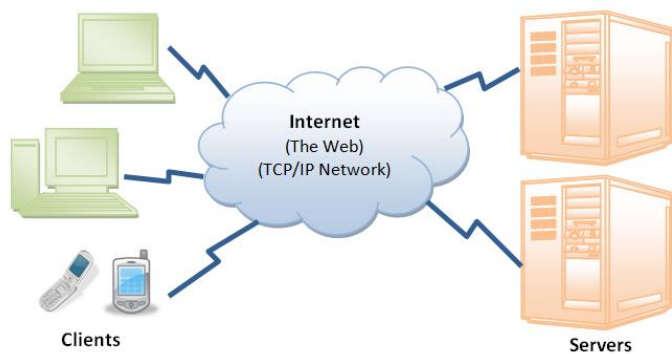 Internet
(The Web)
(TCP/IP Network)
Clients
Servers